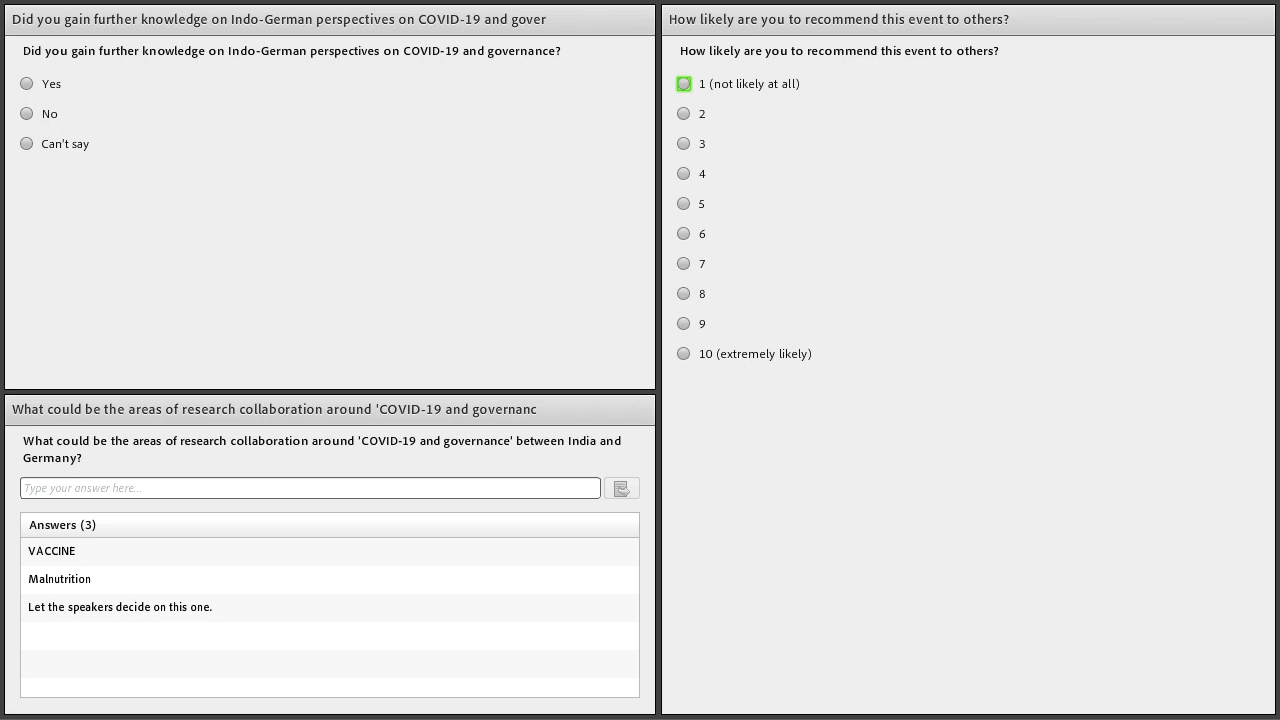 Did you gain further knowledge on Indo-German perspectives on COVID-19 and gover
Did you gain further knowledge on Indo-German perspectives on COVID-19 and governance?
Yes
No
Can't say
What could be the areas of research collaboration around 'COVID-19 and governanc
What could be the areas of research collaboration around 'COVID-19 and governance' between India and
Germany?
Type your answer here...
Answers (3)
VACCINE
Malnutrition
Let the speakers decide on this one.
How likely are you to recommend this event to others?
How likely are you to recommend this event to others?
1 (not likely at all)
2
3
4
5
6
7
8
9
10 (extremely likely)